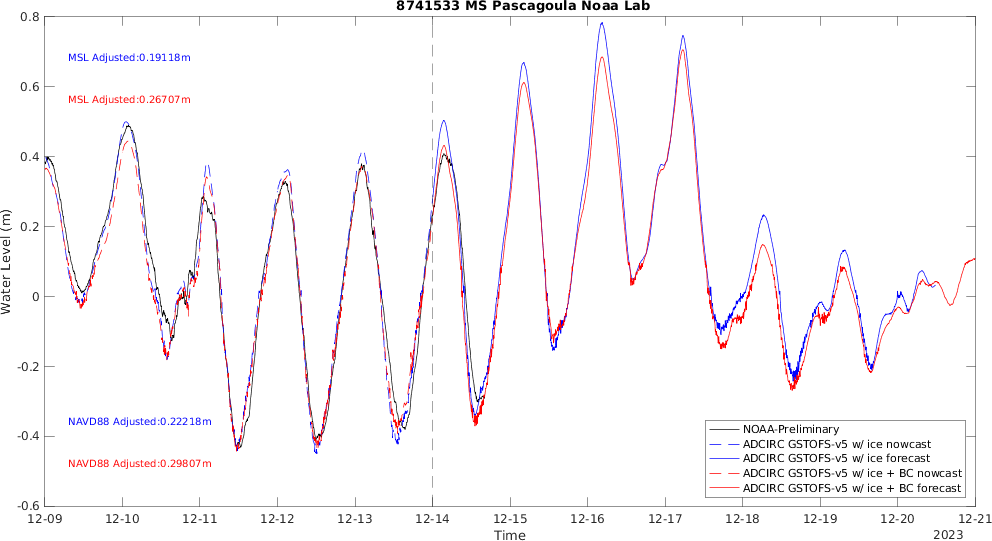 8741533 MS Pascagoula Noaa Lab
0.8
0.6
0.4
0.2
0
-0.2
-0.4
-0.6
Water Level (m)
MSL Adjusted:0.19118m
MSL Adjusted:0.26707m
NAVD88 Adjusted:0.22218m
NAVD88 Adjusted:0.29807m
NOAA-Preliminary
ADCIRC GSTOFS-v5 w/ ice nowcast
ADCIRC GSTOFS-v5 w/ ice forecast
ADCIRC GSTOFS-v5 w/ ice + BC nowcast
ADCIRC GSTOFS-v5 w/ ice + BC forecast
12-09 12-10 12-11 12-12 12-13 12-14 12-15 12-16 12-17 12-18 12-19 12-20 12-21
Time
2023